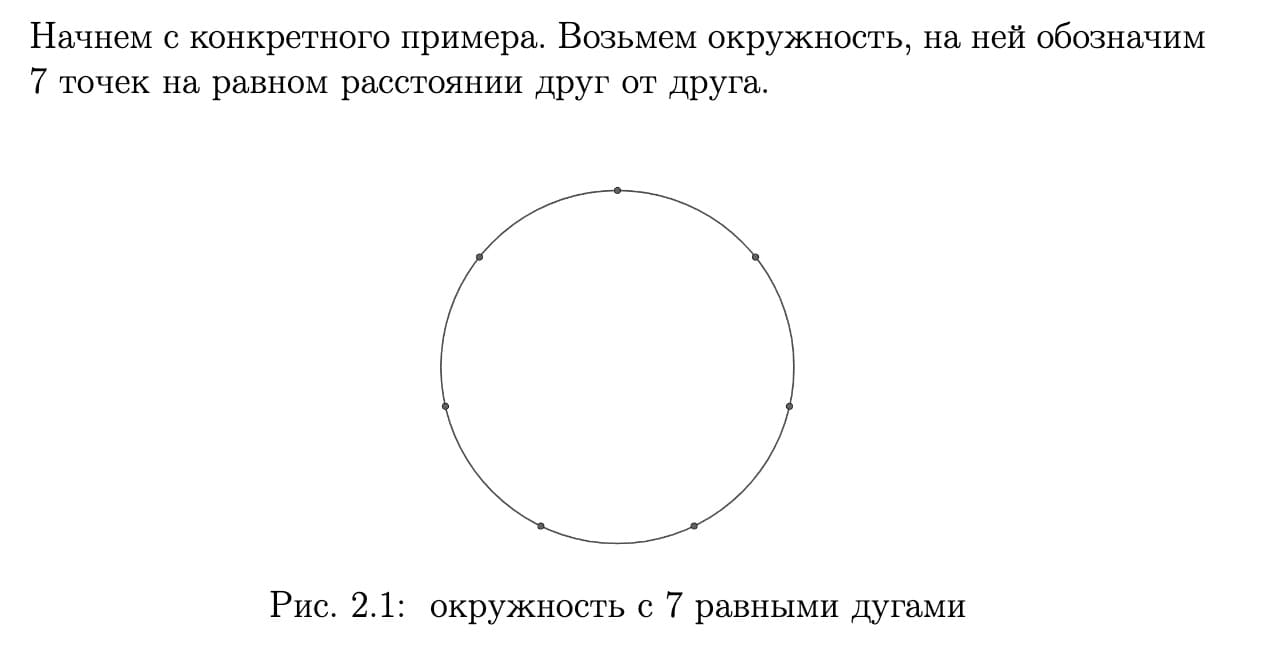 Начнем с конкретного примера. Возьмем окружность, на ней обозначим
7 точек на равном расстоянии друг от друга.
Рис. 2.1: окружность с 7 равными дугами